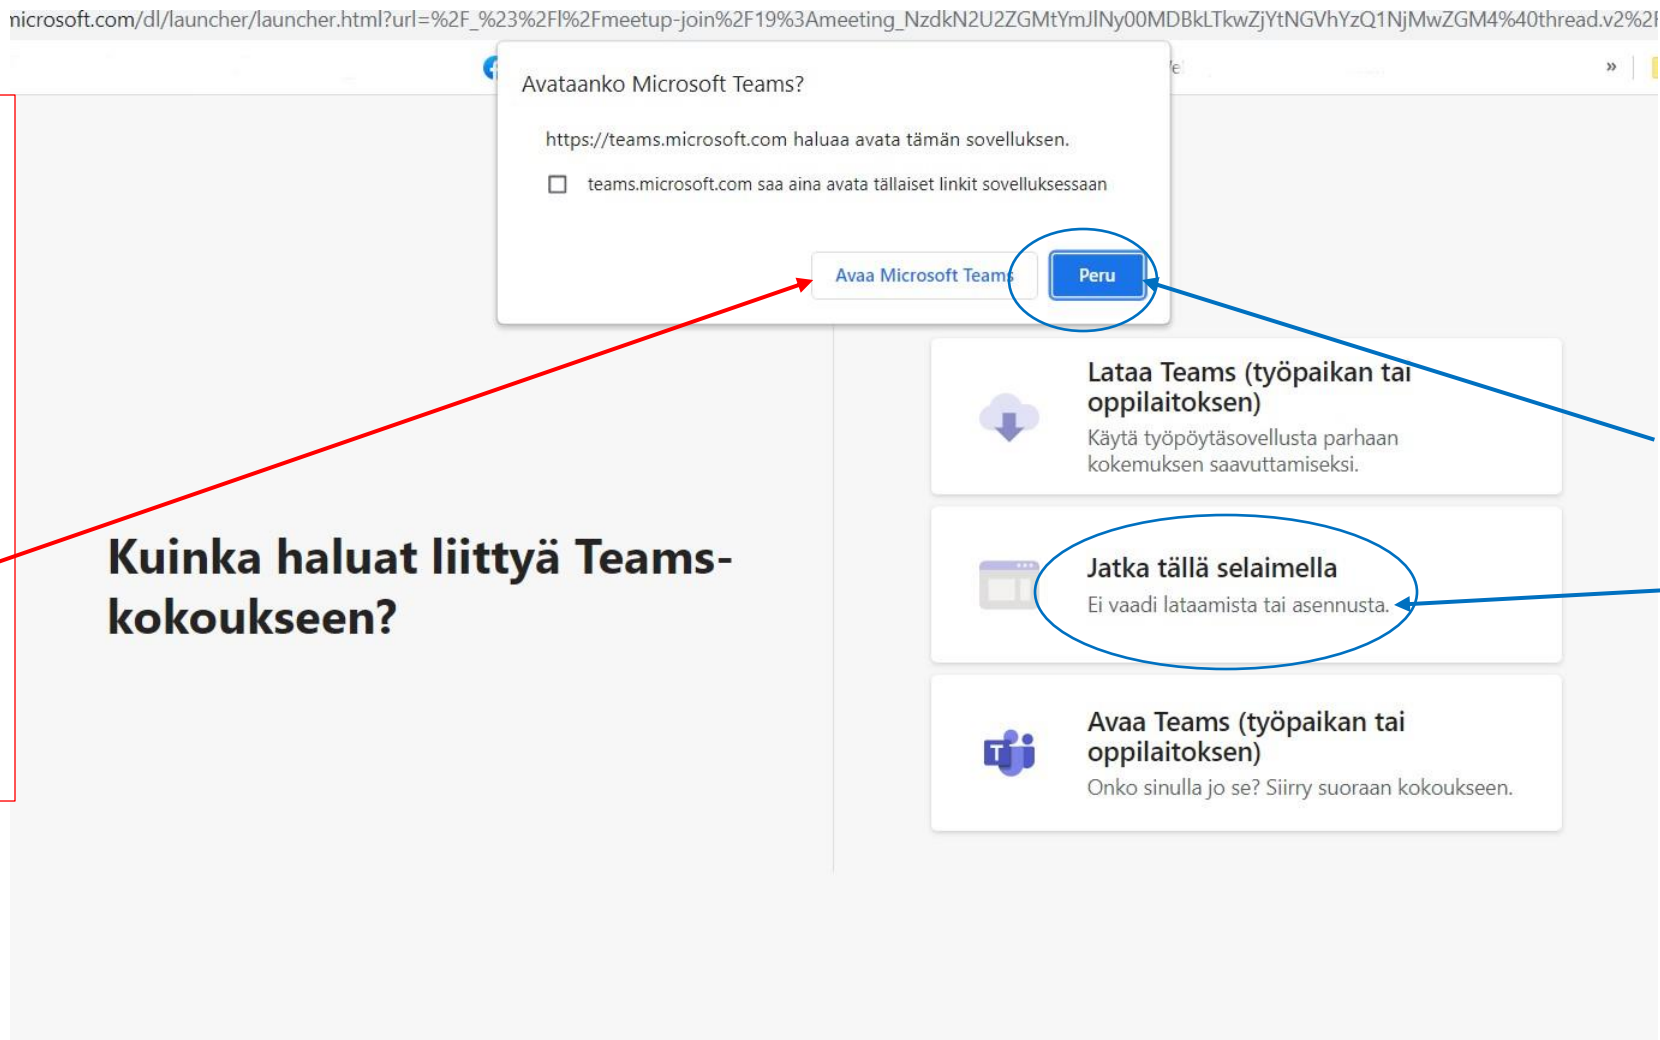 nicrosoft.com/dl/launcher/launcher.html?url=%2F_%23%2Fl%2Fmeetup-join%2F19%3Ameeting_NzdkN2U2ZGMtYmJlNy00MDBkLTkwZjYtNGVhYzQ1NjMwZGM4%40thread.v2%2F
»
Avataanko Microsoft Teams?
https://teams.microsoft.com haluaa avata tämän sovelluksen.
teams.microsoft.com saa aina avata tällaiset linkit sovelluksessaan
Avaa Microsoft Teams
Peru
Kuinka haluat liittyä Teams-
kokoukseen?
Lataa Teams (työpaikan tai
oppilaitoksen)
Käytä työpöytäsovellusta parhaan
kokemuksen saavuttamiseksi.
Jatka tällä selaimella
Ei vaadi lataamista tai asennusta.
Avaa Teams (työpaikan tai
oppilaitoksen)
Onko sinulla jo se? Siirry suoraan kokoukseen.